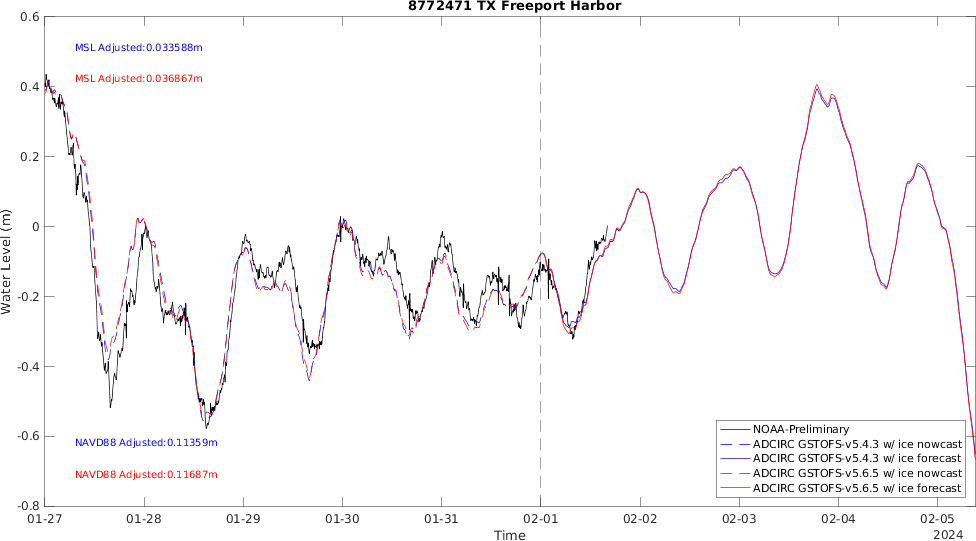 8772471 TX Freeport Harbor
0.6
0.4
0.2
0
-0.2
-0.4
-0.6
-0.8
Water Level (m)
MSL Adjusted:0.033588m
MSL Adjusted:0.036867m
NAVD88 Adjusted:0.11359m
NAVD88 Adjusted:0.11687m
NOAA-Preliminary
ADCIRC GSTOFS-v5.4.3 w/ ice nowcast
ADCIRC GSTOFS-v5.4.3 w/ ice forecast
ADCIRC GSTOFS-v5.6.5 w/ ice nowcast
ADCIRC GSTOFS-v5.6.5 w/ ice forecast
01-27 01-28 01-29 01-30 01-31 02-01 02-02 02-03 02-04 02-05
Time
2024